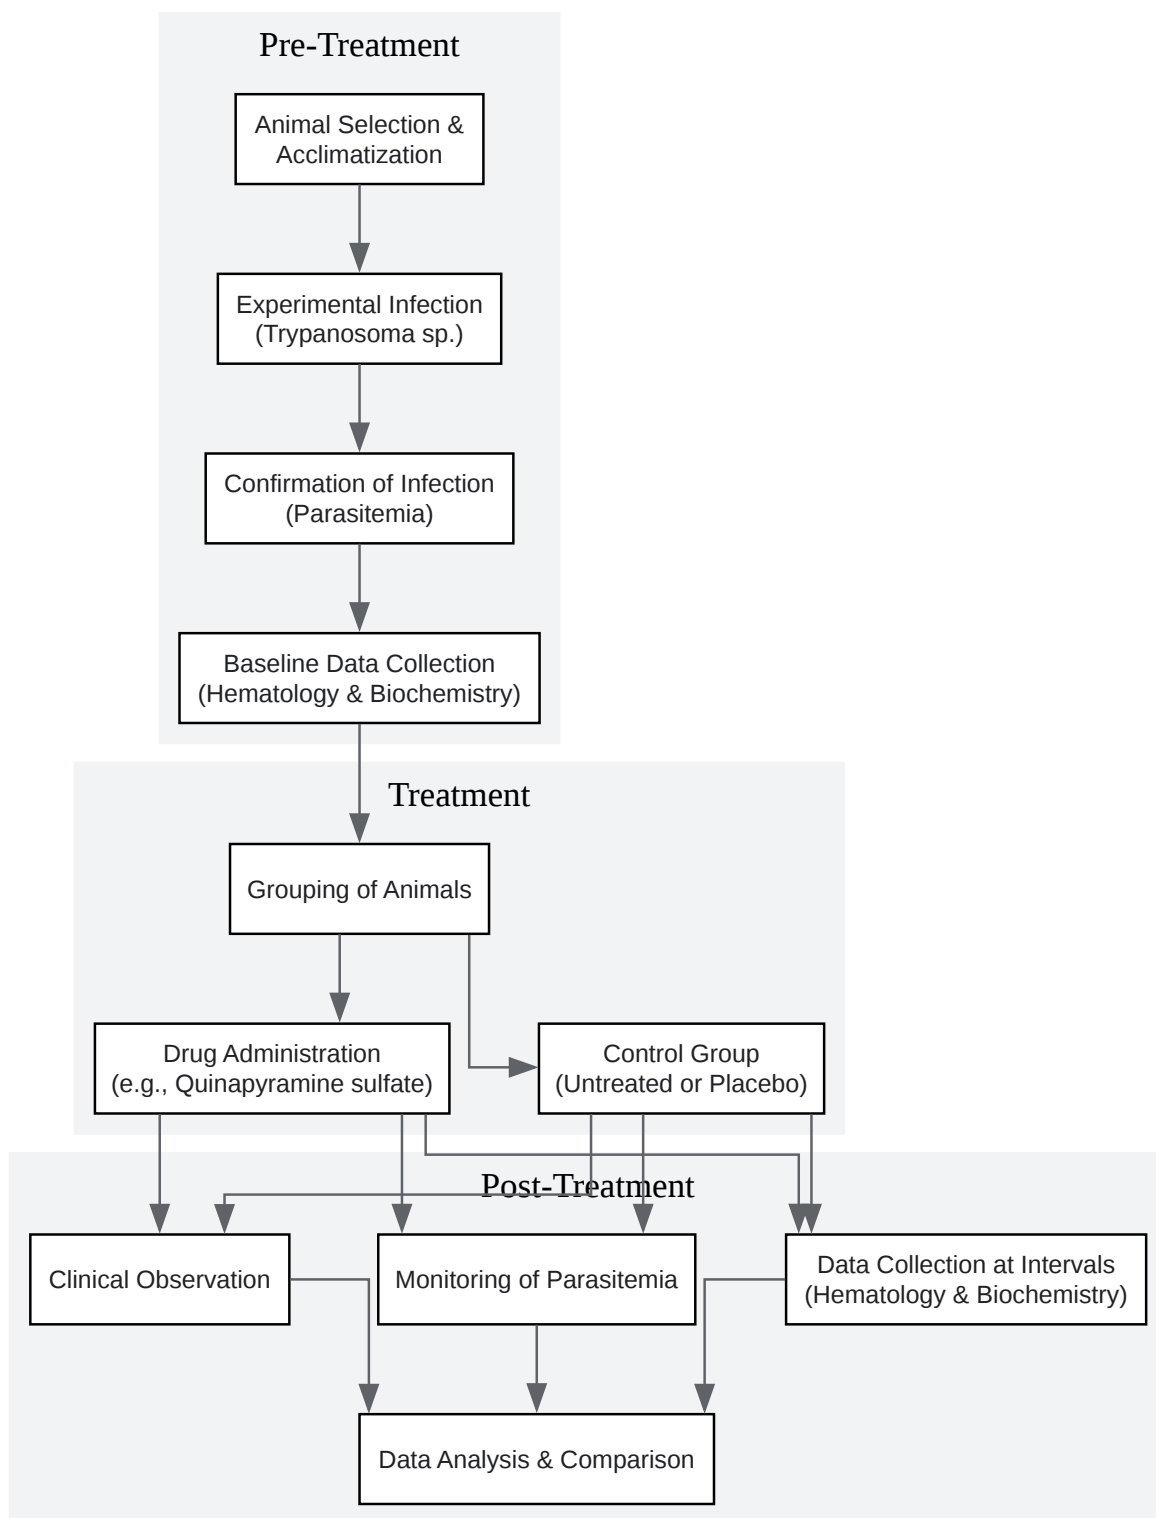 Pre-Treatment
Animal Selection &
Acclimatization
Experimental Infection
(Trypanosoma sp.)
Confirmation of Infection
(Parasitemia)
Baseline Data Collection
(Hematology & Biochemistry)
Treatment
Grouping of Animals
Drug Administration
(e.g., Quinapyramine sulfate)
Control Group
(Untreated or Placebo)
Post-Treatment
Clinical Observation
Monitoring of Parasitemia
Data Collection at Intervals
(Hematology & Biochemistry)
Data Analysis & Comparison